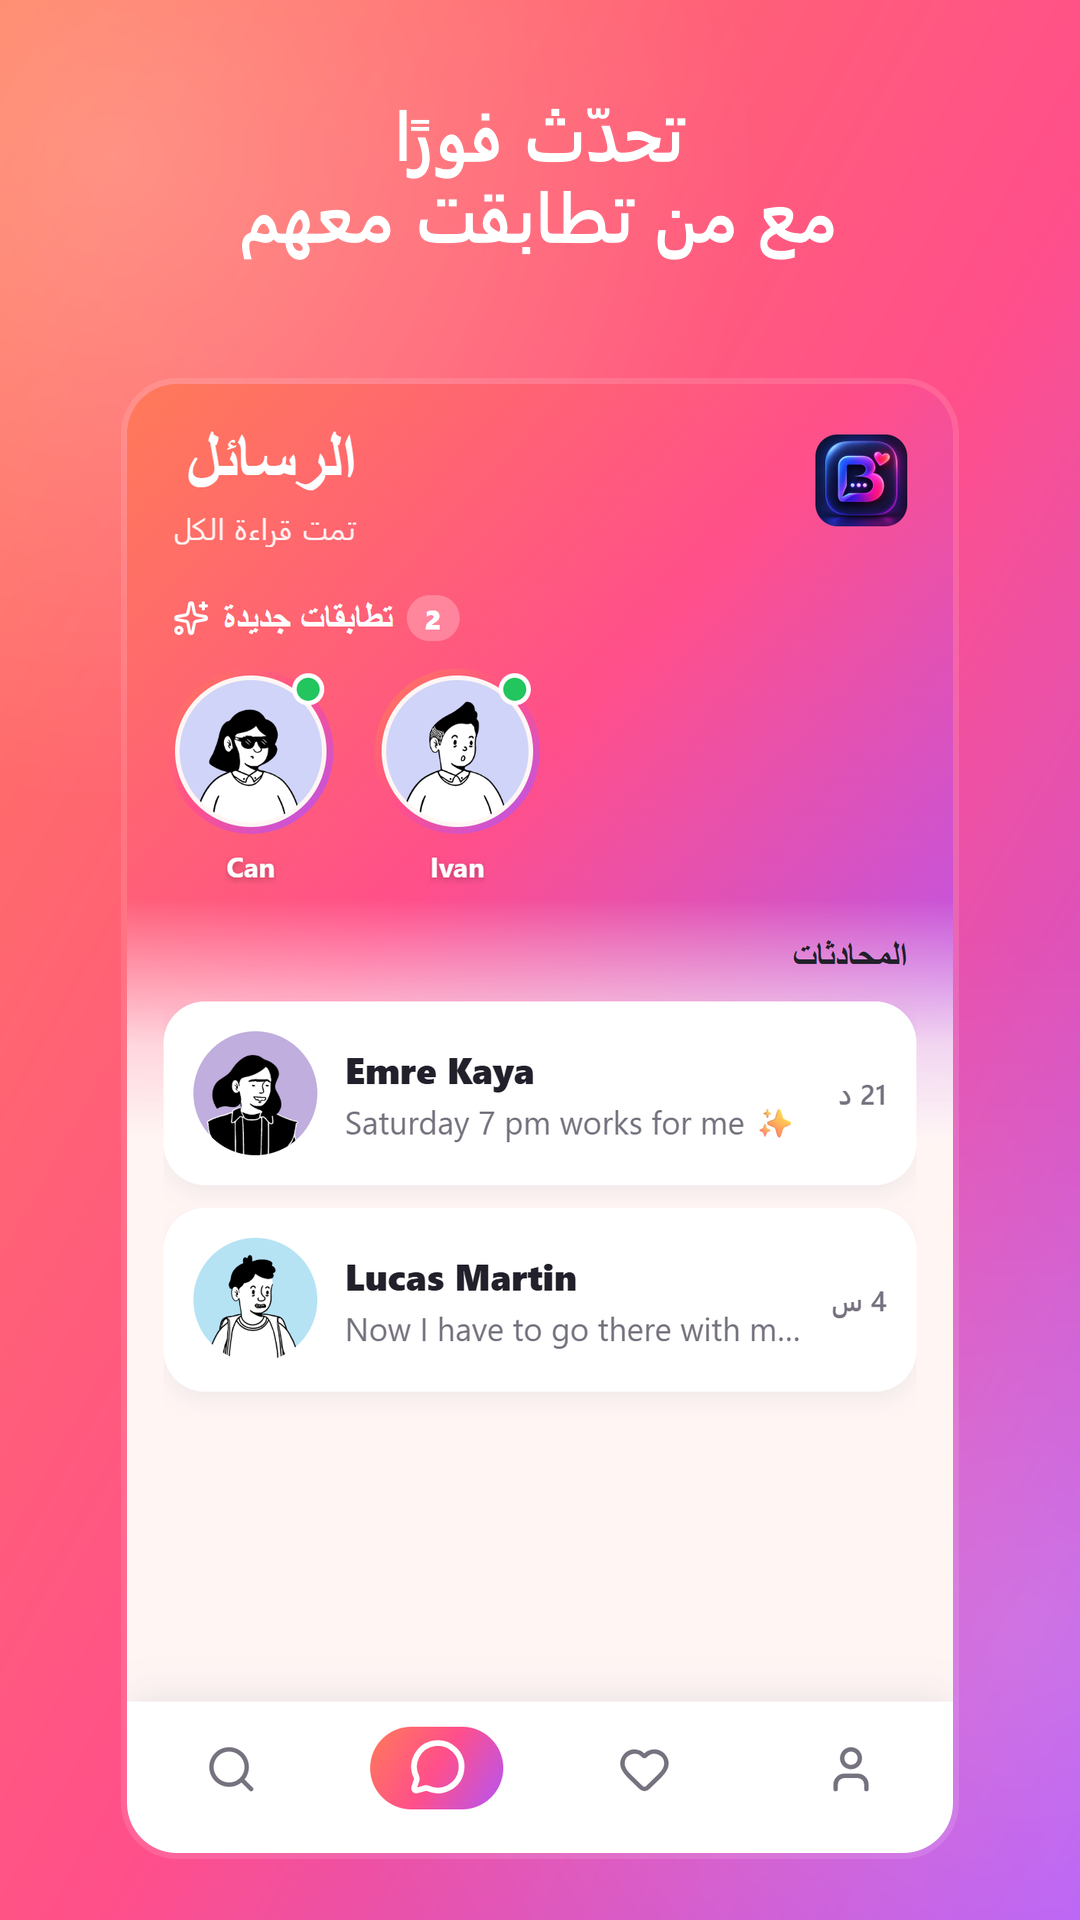 تحدّث فورًا
مع من تطابقت معهم
الرسائل
تمت قراءة الكل
تطابقات جديدة 2
Can
Ivan
المحادثات
Emre Kaya
Saturday 7 pm works for me ✨
21 د
Lucas Martin
Now I have to go there with m...
4 س